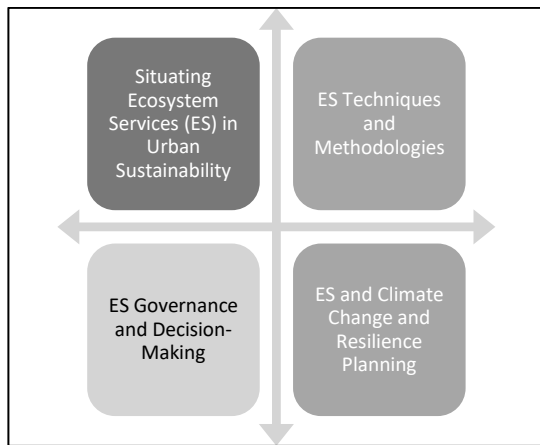 Situating
Ecosystem
Services (ES) in
Urban
Sustainability
ES Techniques
and
Methodologies
ES Governance
and Decision-
Making
ES and Climate
Change and
Resilience
Planning